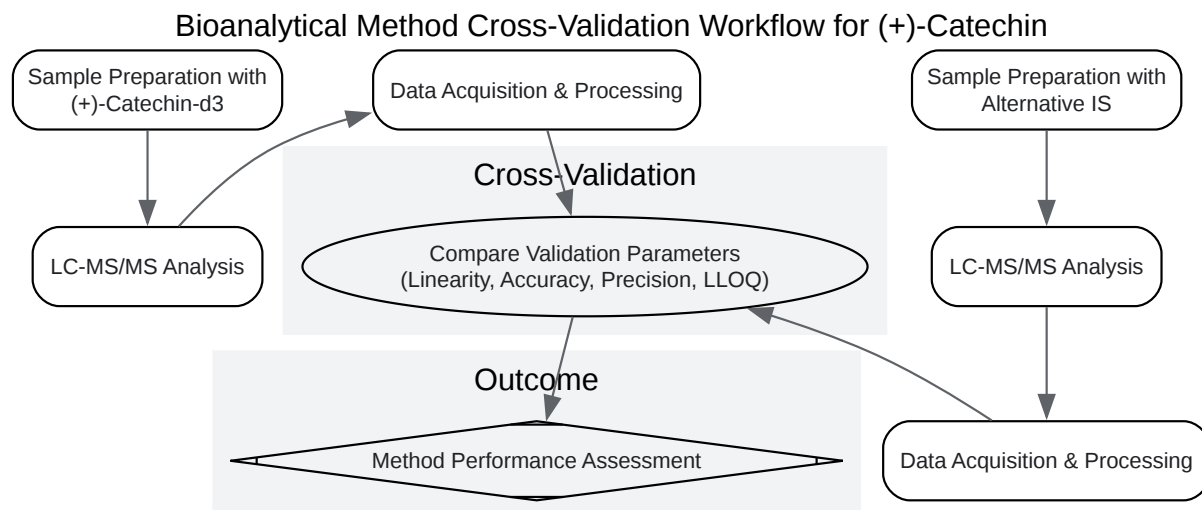 Bioanalytical Method Cross-Validation Workflow for (+)-Catechin
Sample Preparation with
(+)-Catechin-d3
Data Acquisition & Processing
Sample Preparation with
Alternative IS
Cross-Validation
LC-MS/MS Analysis
Compare Validation Parameters
(Linearity, Accuracy, Precision, LLOQ)
LC-MS/MS Analysis
Outcome
Method Performance Assessment
Data Acquisition & Processing